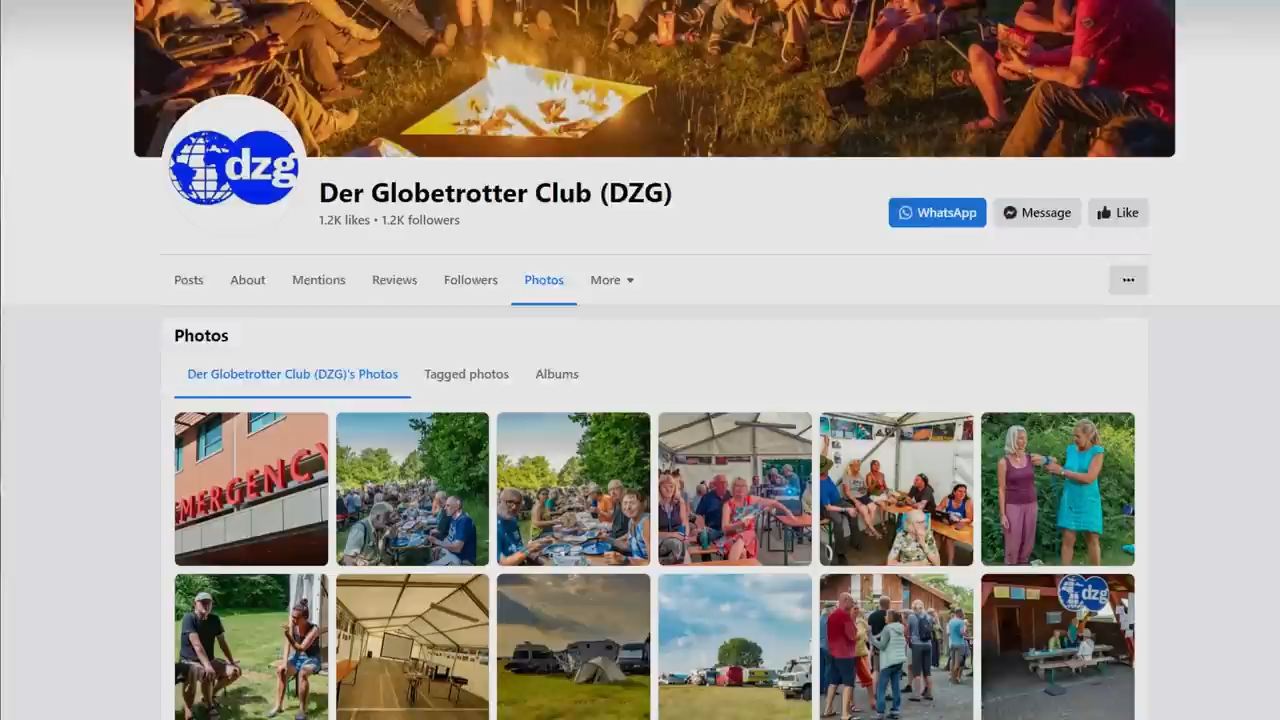 dzg
Der Globetrotter Club (DZG)
1.2K likes • 1.2K followers
WhatsApp
Message
Like
Posts
About
Mentions
Reviews
Followers
Photos
More
Photos
Der Globetrotter Club (DZG)'s Photos
Tagged photos
Albums
MERGENCY
dzg